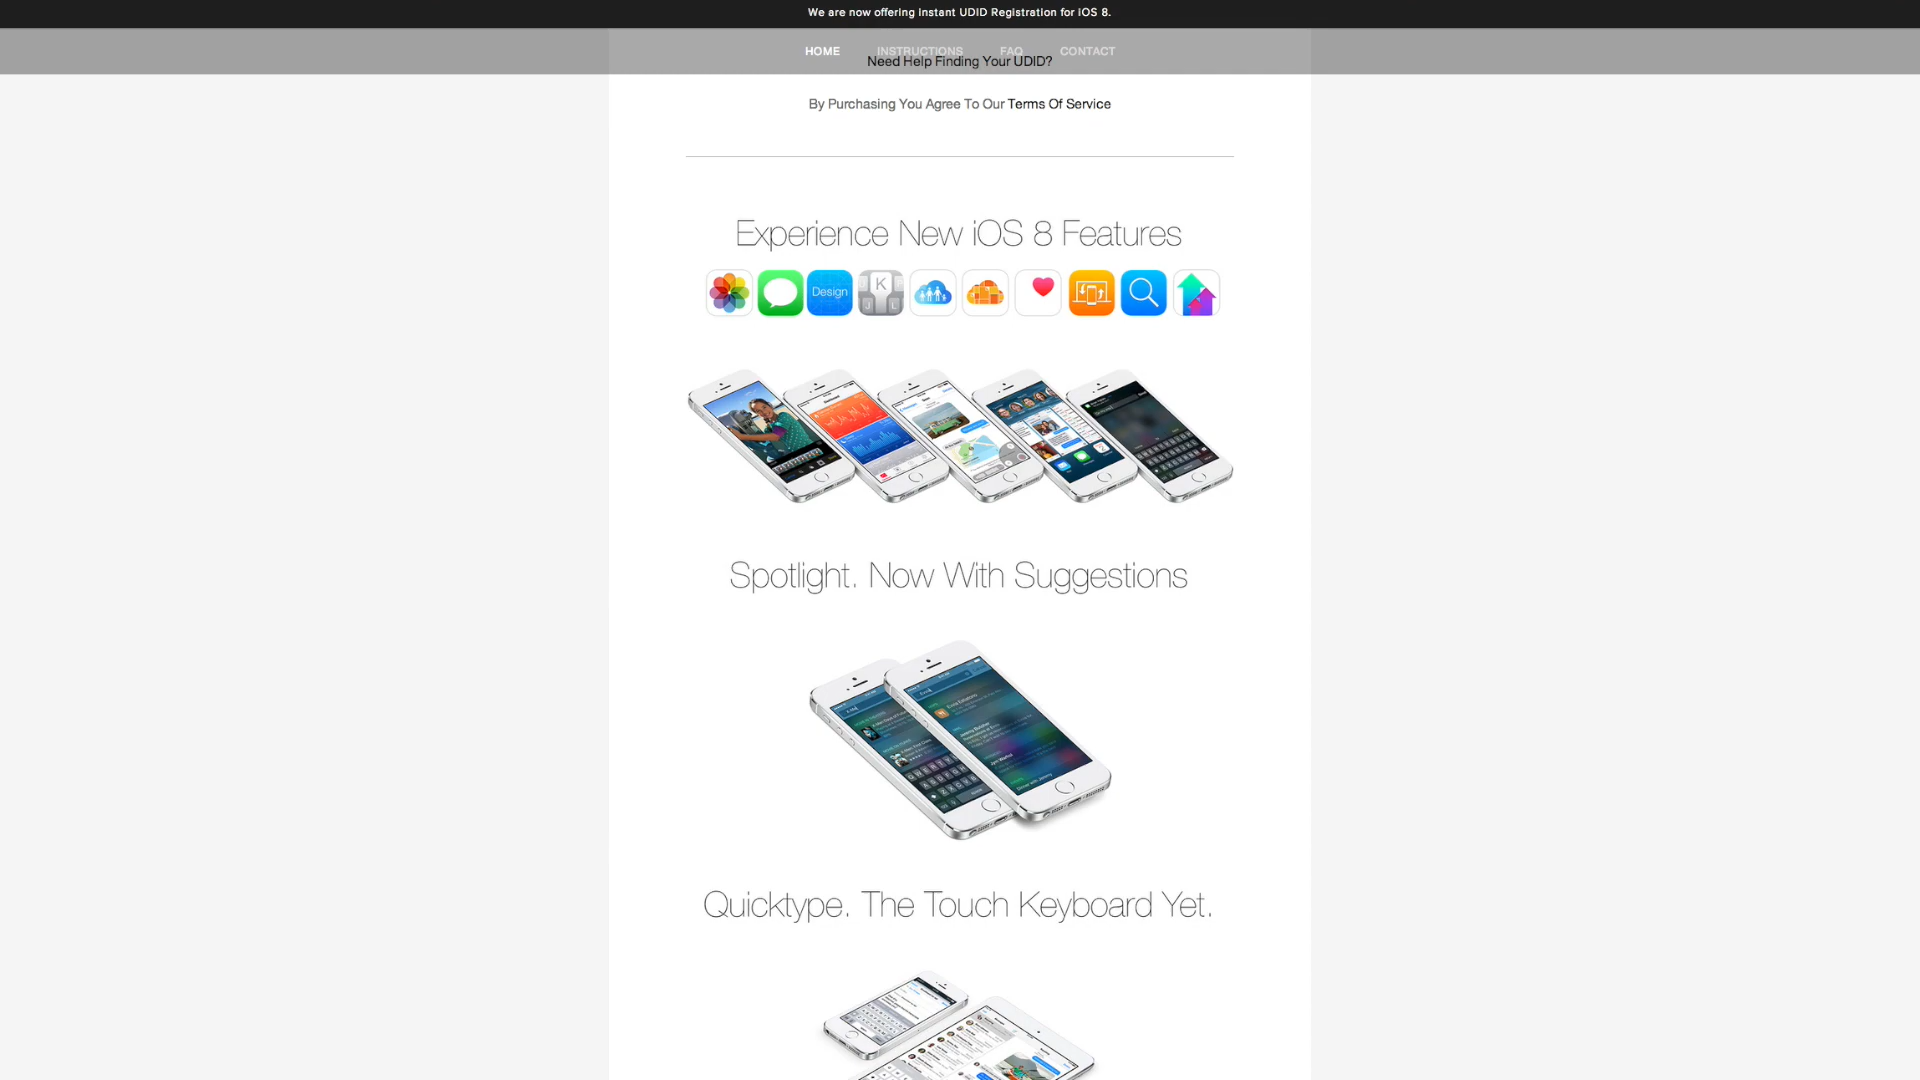 We are now offering instant UDID Registration for iOS 8.
HOME INSTRUCTIONS FAQ CONTACT
Need Help Finding Your UDID?
By Purchasing You Agree To Our Terms Of Service
Experience New iOS 8 Features
Design
K
J L
Spotlight. Now With Suggestions
Quicktype. The Touch Keyboard Yet.